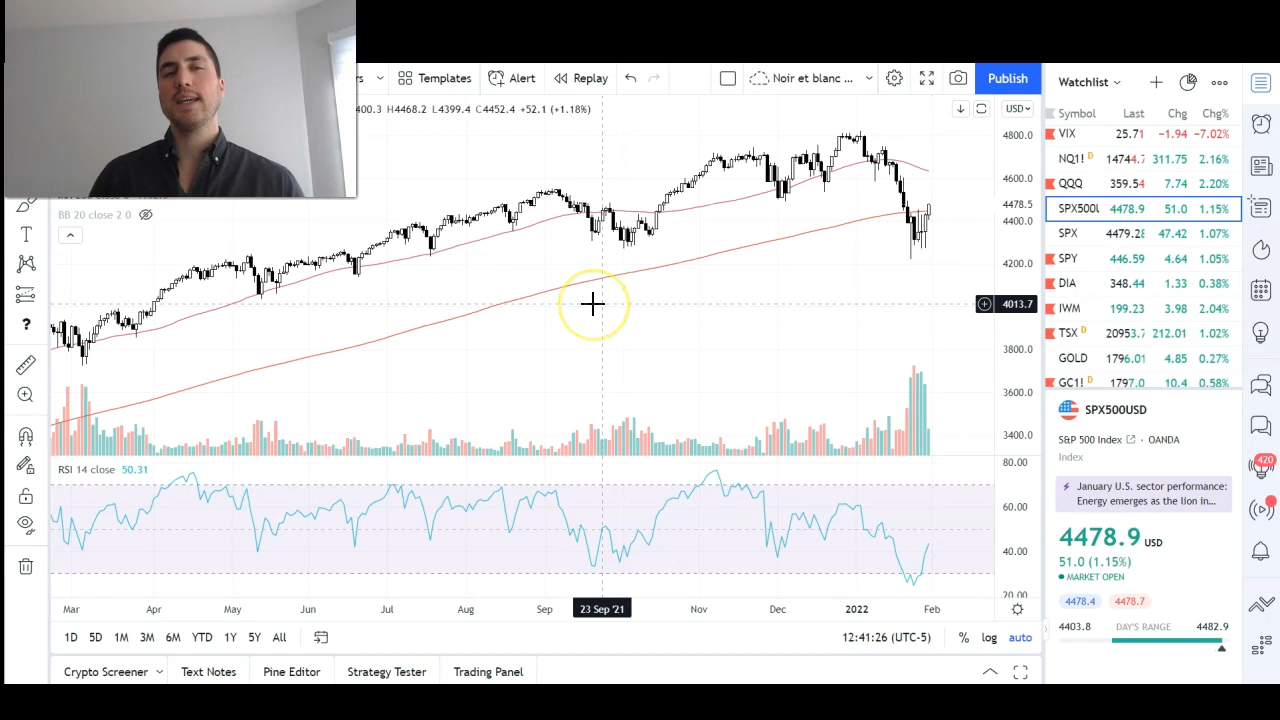 Templates
Alert
Replay
Noir et blanc ...
Publish
400.3 H4468.2 L4399.4 C4452.4 +52.1 (+1.18%)
USD
BB 20 close 2 0
4800.0
4600.0
4478.5
4400.0
4200.0
4013.7
3800.0
3600.0
3400.0
RSI 14 close 50.31
80.00
60.00
40.00
20.00
Mar Apr May Jun Jul Aug Sep 23 Sep '21 Nov Dec 2022 Feb
1D 5D 1M 3M 6M YTD 1Y 5Y All
12:41:26 (UTC-5) % log auto
Crypto Screener Text Notes Pine Editor Strategy Tester Trading Panel
Watchlist
Symbol Last Chg Chg%
VIX 25.71 −1.94 −7.02%
NQ1! D 14744.7 311.75 2.16%
QQQ 359.54 7.74 2.20%
SPX500U 4478.9 51.0 1.15%
SPX 4479.28 47.42 1.07%
SPY 446.59 4.64 1.05%
DIA 348.44 1.33 0.38%
IWM 199.23 3.98 2.04%
TSX D 20953.7 212.01 1.02%
GOLD 1796.01 4.85 0.27%
GC1! D 1797.0 10.4 0.58%
SPX500USD
S&P 500 Index · OANDA
Index
January U.S. sector performance:
Energy emerges as the lion in...
4478.9 USD
51.0 (1.15%)
MARKET OPEN
4478.4 4478.7
4403.8 DAY'S RANGE 4482.9
420